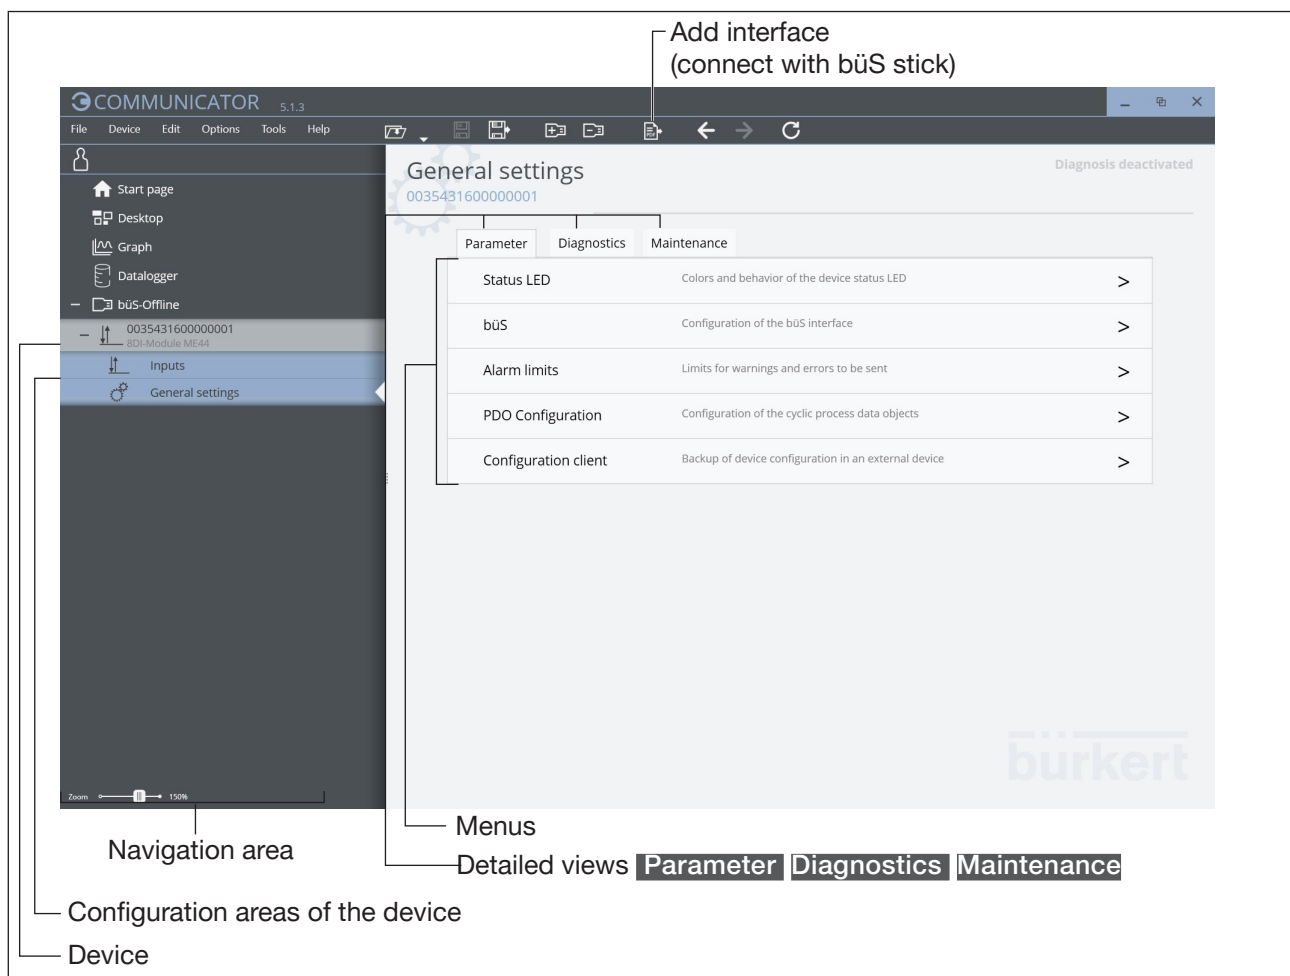 Add interface
(connect with büS stick)
COMMUNICATOR 5.1.3
File Device Edit Options Tools Help
PDF
Start page
Desktop
Graph
Datalogger
büS-Offline
0035431600000001
8DI-Module ME44
Inputs
General settings
Zoom 150%
General settings
0035431600000001
Diagnosis deactivated
Parameter Diagnostics Maintenance
Status LED Colors and behavior of the device status LED >
büS Configuration of the büS interface >
Alarm limits Limits for warnings and errors to be sent >
PDO Configuration Configuration of the cyclic process data objects >
Configuration client Backup of device configuration in an external device >
bürkert
Menus
Navigation area
Detailed views Parameter Diagnostics Maintenance
Configuration areas of the device
Device